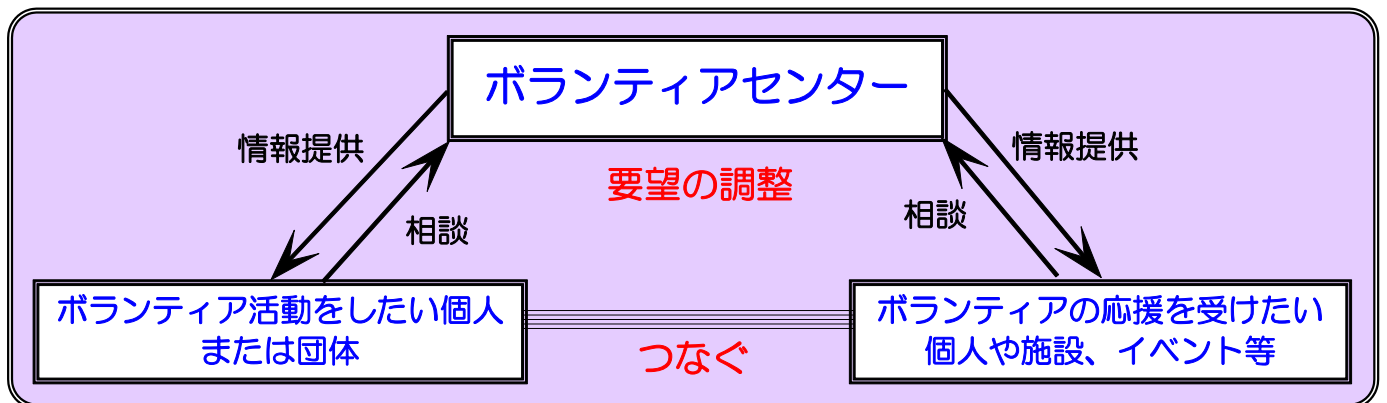 ボランティアセンター
情報提供
情報提供
要望の調整
相談
相談
ボランティア活動をしたい個人
または団体
ボランティアの応援を受けたい
個人や施設、イベント等
つなぐ